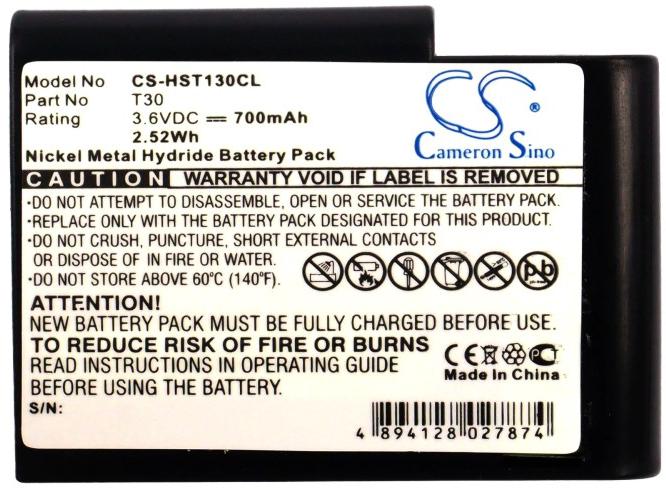 Model No CS-HST130CL
Part No T30
Rating 3.6VDC ⎓ 700mAh
2.52Wh
Nickel Metal Hydride Battery Pack
CS
®
Cameron Sino
CAUTION WARRANTY VOID IF LABEL IS REMOVED
•DO NOT ATTEMPT TO DISASSEMBLE, OPEN OR SERVICE THE BATTERY PACK.
•REPLACE ONLY WITH THE BATTERY PACK DESIGNATED FOR THIS PRODUCT.
•DO NOT CRUSH, PUNCTURE, SHORT EXTERNAL CONTACTS
OR DISPOSE OF IN FIRE OR WATER.
•DO NOT STORE ABOVE 60°C (140°F).
Pb
ATTENTION!
NEW BATTERY PACK MUST BE FULLY CHARGED BEFORE USE
TO REDUCE RISK OF FIRE OR BURNS
READ INSTRUCTIONS IN OPERATING GUIDE
BEFORE USING THE BATTERY.
CE PCT
Made In China
S/N:
4 894128 027874